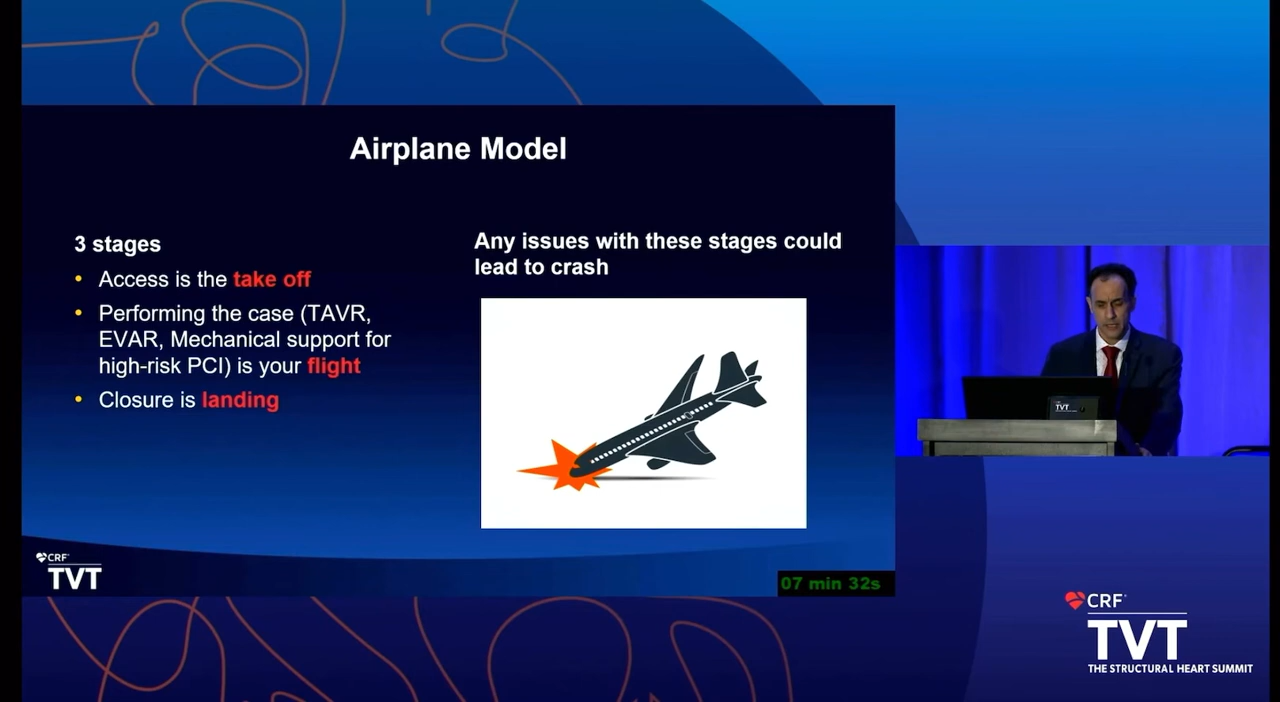 Airplane Model
3 stages
• Access is the take off
• Performing the case (TAVR,
EVAR, Mechanical support for
high-risk PCI) is your flight
• Closure is landing
Any issues with these stages could
lead to crash
CRF
TVT
07 min 32s
TVT
CRF
TVT
THE STRUCTURAL HEART SUMMIT